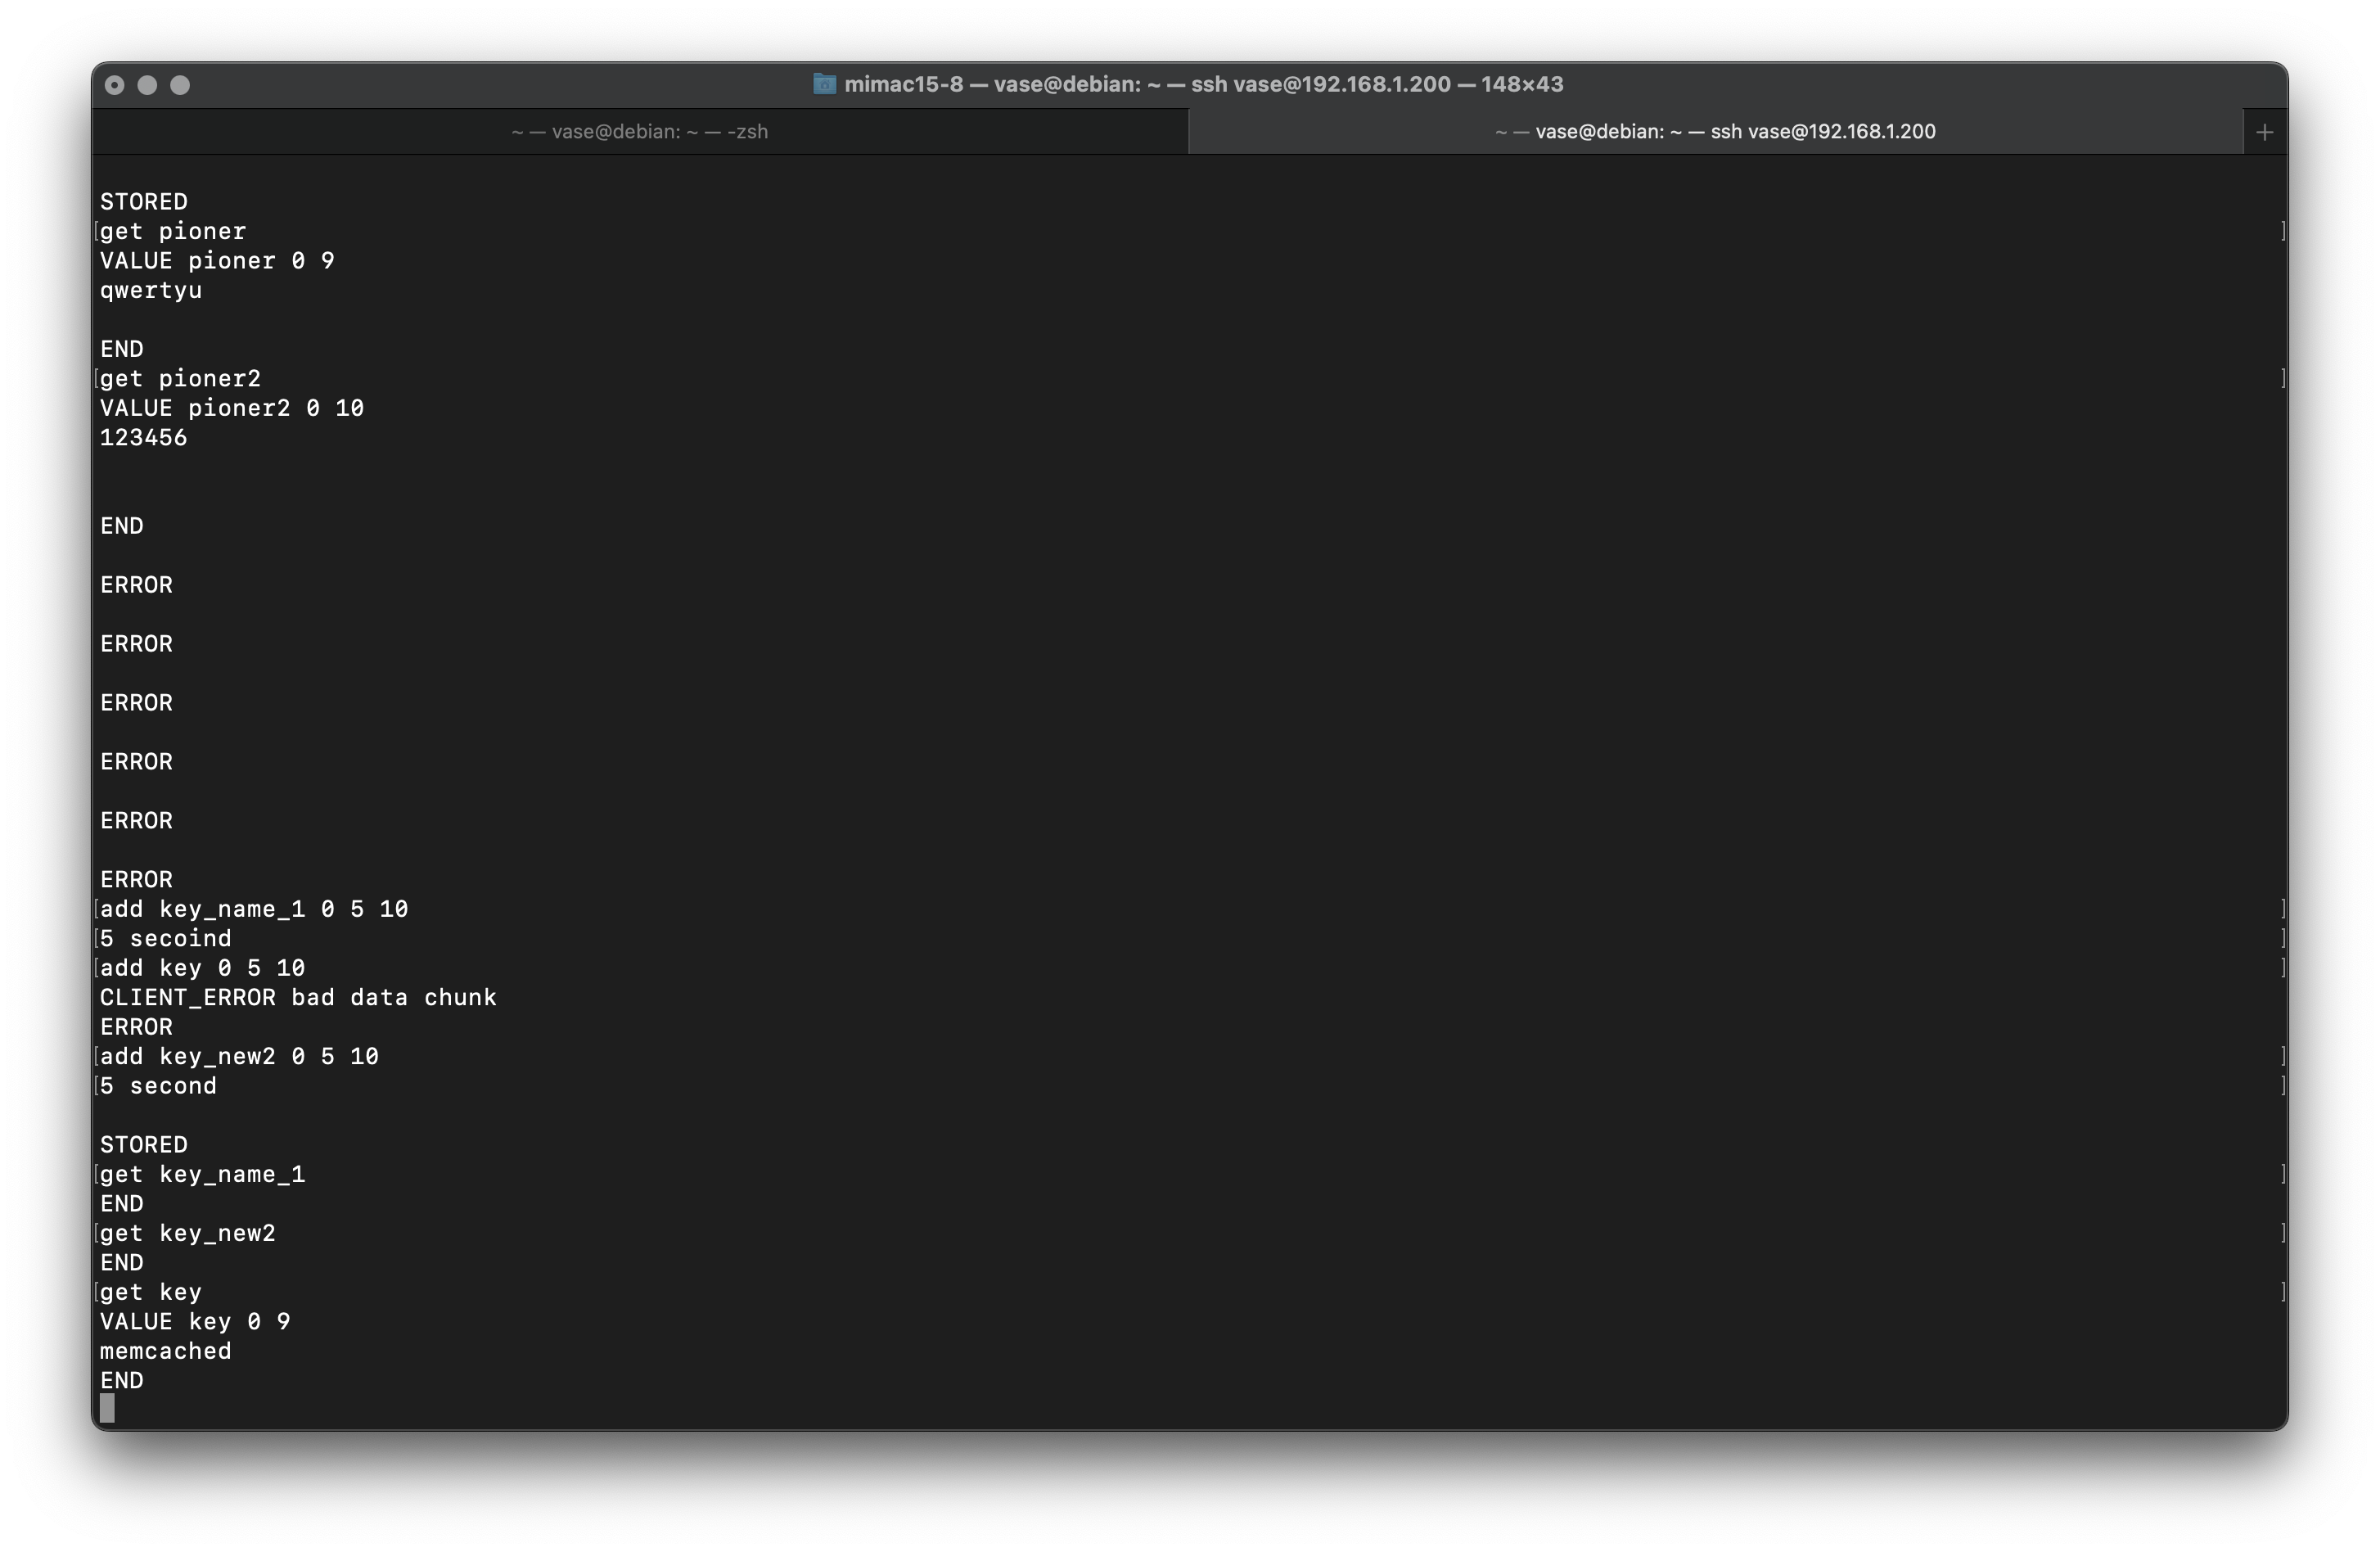 mimac15-8 — vase@debian: ~ — ssh vase@192.168.1.200 — 148×43
~ — vase@debian: ~ — -zsh
~ — vase@debian: ~ — ssh vase@192.168.1.200
+
STORED
[get pioner ]
VALUE pioner 0 9
qwertyu
END
[get pioner2 ]
VALUE pioner2 0 10
123456
END
ERROR
ERROR
ERROR
ERROR
ERROR
ERROR
[add key_name_1 0 5 10 ]
[5 secoind ]
[add key 0 5 10 ]
CLIENT_ERROR bad data chunk
ERROR
[add key_new2 0 5 10 ]
[5 second ]
STORED
[get key_name_1 ]
END
[get key_new2 ]
END
[get key ]
VALUE key 0 9
memcached
END